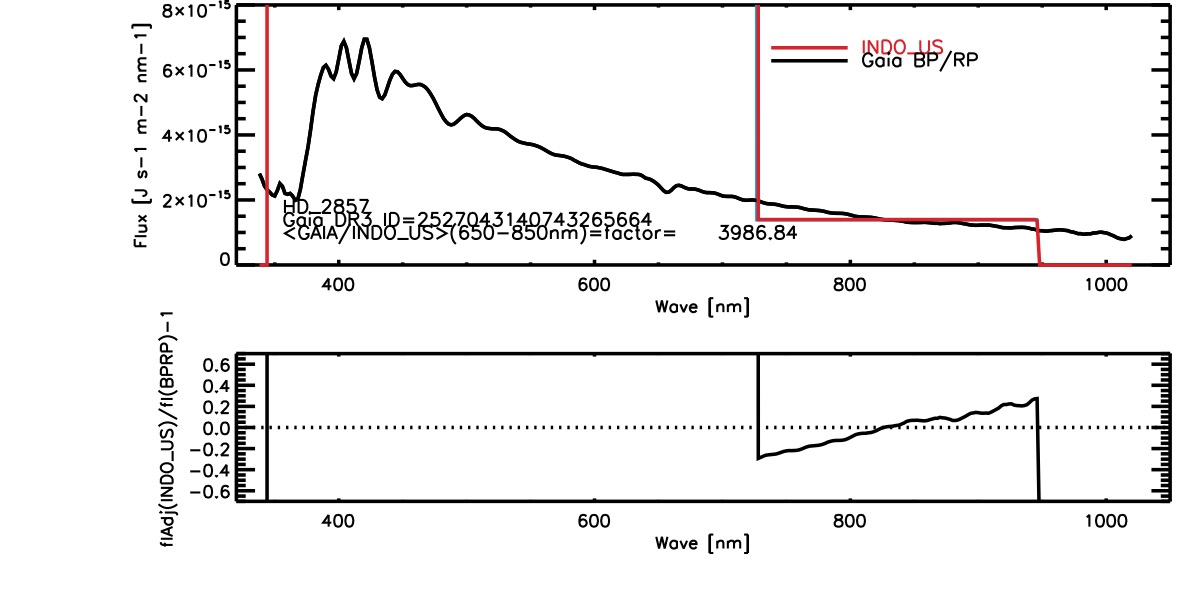 8×10⁻¹⁵
6×10⁻¹⁵
4×10⁻¹⁵
2×10⁻¹⁵
0
Flux [J s−1 m−2 nm−1]
INDO_US
Gaia BP/RP
HD_2857
Gaia DR3 ID=2527043140743265664
<GAIA/INDO_US>(650−850nm)=factor= 3986.84
400 600 800 1000
Wave [nm]
flAdj(INDO_US)/fl(BPRP)−1
0.6
0.4
0.2
0.0
−0.2
−0.4
−0.6
400 600 800 1000
Wave [nm]